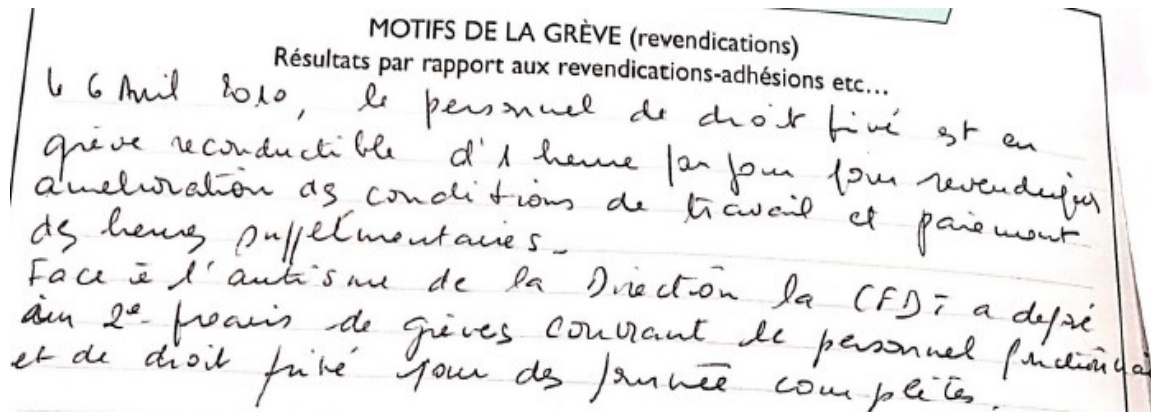 MOTIFS DE LA GRÈVE (revendications)
Résultats par rapport aux revendications-adhésions etc...
Le 6 Avril 2010, le personnel de droit privé est en
grève reconductible d'1 heure par jour pour revendiquer
amelioration des conditions de travail et paiement
des heures supplémentaires.
Face à l'autisme de la Direction la CFDT a déposé
un 2e préavis de grèves couvrant le personnel
et de droit privé pour des journée complètes.